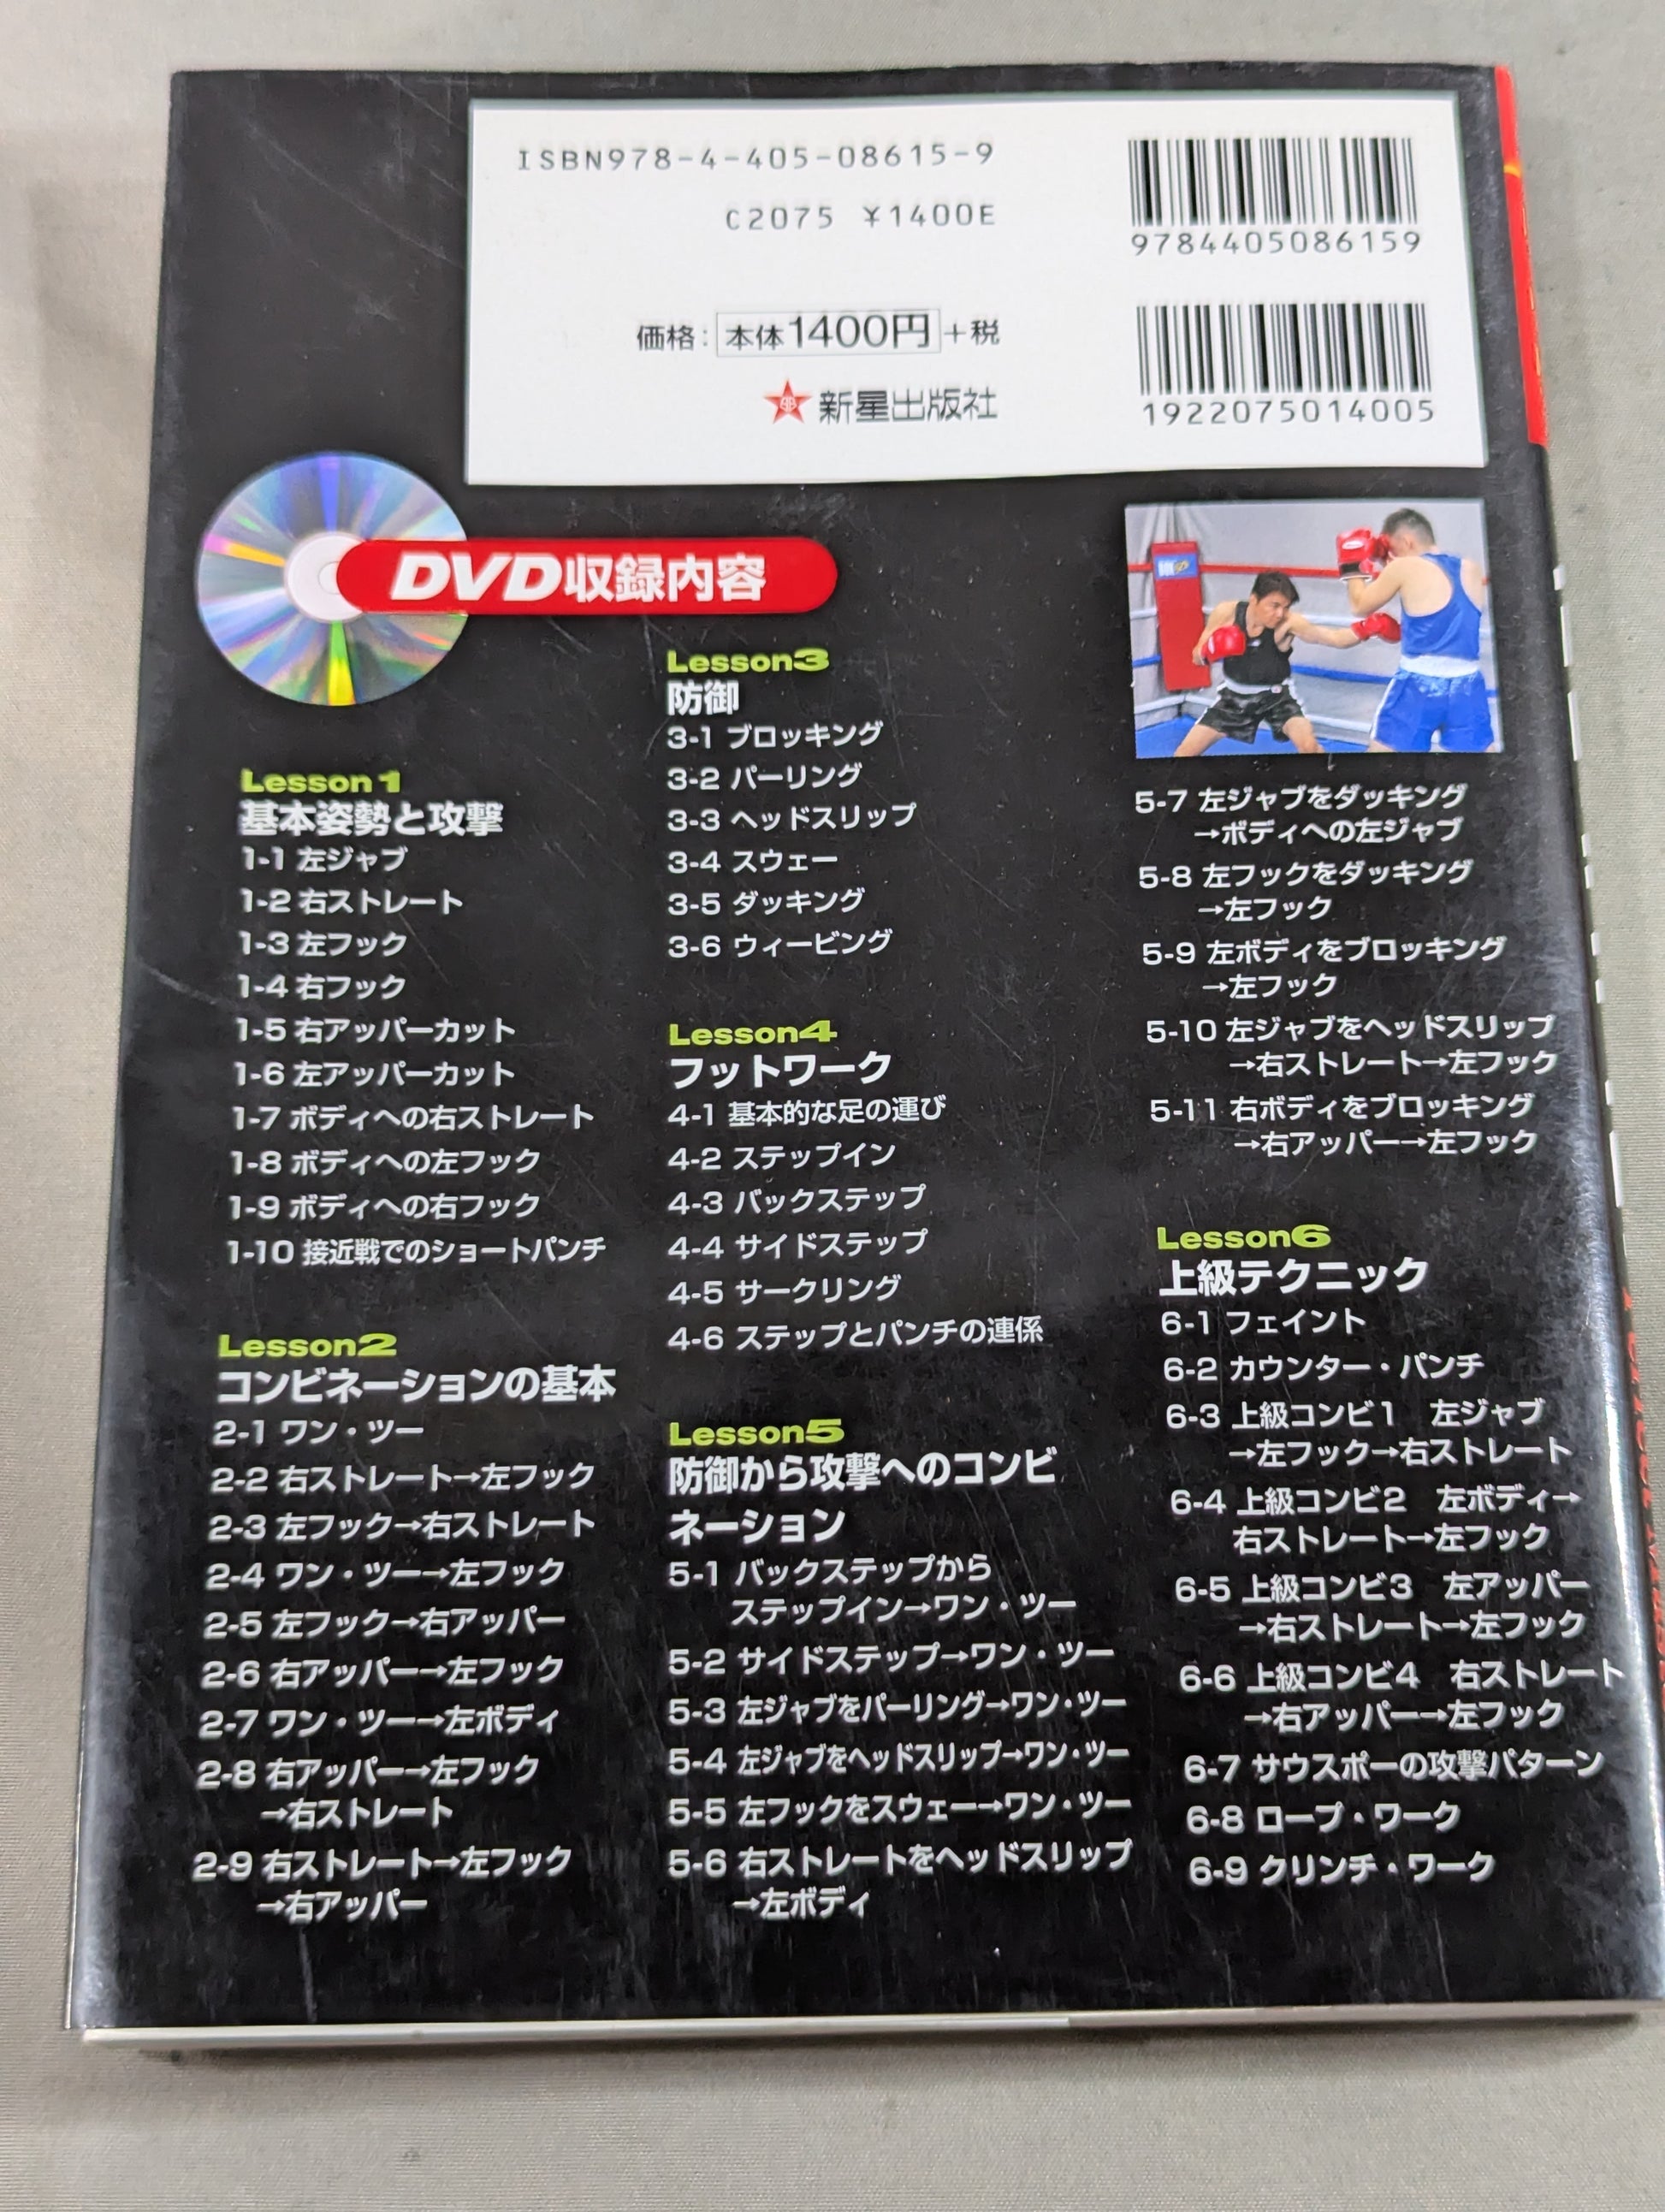 ISBN978-4-405-08615-9
C2075 ¥1400E
9784405086159
価格: 本体1400円+税
新星出版社
1922075014005
DVD収録内容
Lesson1
基本姿勢と攻撃
1-1 左ジャブ
1-2 右ストレート
1-3 左フック
1-4 右フック
1-5 右アッパーカット
1-6 左アッパーカット
1-7 ボディへの右ストレート
1-8 ボディへの左フック
1-9 ボディへの右フック
1-10 接近戦でのショートパンチ
Lesson2
コンビネーションの基本
2-1 ワン・ツー
2-2 右ストレート→左フック
2-3 左フック→右ストレート
2-4 ワン・ツー→左フック
2-5 左フック→右アッパー
2-6 右アッパー→左フック
2-7 ワン・ツー→左ボディ
2-8 右アッパー→左フック
→右ストレート
2-9 右ストレート→左フック
→右アッパー
Lesson3
防御
3-1 ブロッキング
3-2 パーリング
3-3 ヘッドスリップ
3-4 スウェー
3-5 ダッキング
3-6 ウィービング
Lesson4
フットワーク
4-1 基本的な足の運び
4-2 ステップイン
4-3 バックステップ
4-4 サイドステップ
4-5 サークリング
4-6 ステップとパンチの連係
Lesson5
防御から攻撃へのコンビ
ネーション
5-1 バックステップから
ステップイン→ワン・ツー
5-2 サイドステップ→ワン・ツー
5-3 左ジャブをパーリング→ワン・ツー
5-4 左ジャブをヘッドスリップ→ワン・ツー
5-5 左フックをスウェー→ワン・ツー
5-6 右ストレートをヘッドスリップ
→左ボディ
5-7 左ジャブをダッキング
→ボディへの左ジャブ
5-8 左フックをダッキング
→左フック
5-9 左ボディをブロッキング
→左フック
5-10 左ジャブをヘッドスリップ
→右ストレート→左フック
5-11 右ボディをブロッキング
→右アッパー→左フック
Lesson6
上級テクニック
6-1 フェイント
6-2 カウンター・パンチ
6-3 上級コンビ1 左ジャブ
→左フック→右ストレート
6-4 上級コンビ2 左ボディ→
右ストレート→左フック
6-5 上級コンビ3 左アッパー
→右ストレート→左フック
6-6 上級コンビ4 右ストレート
→右アッパー→左フック
6-7 サウスポーの攻撃パターン
6-8 ロープ・ワーク
6-9 クリンチ・ワーク